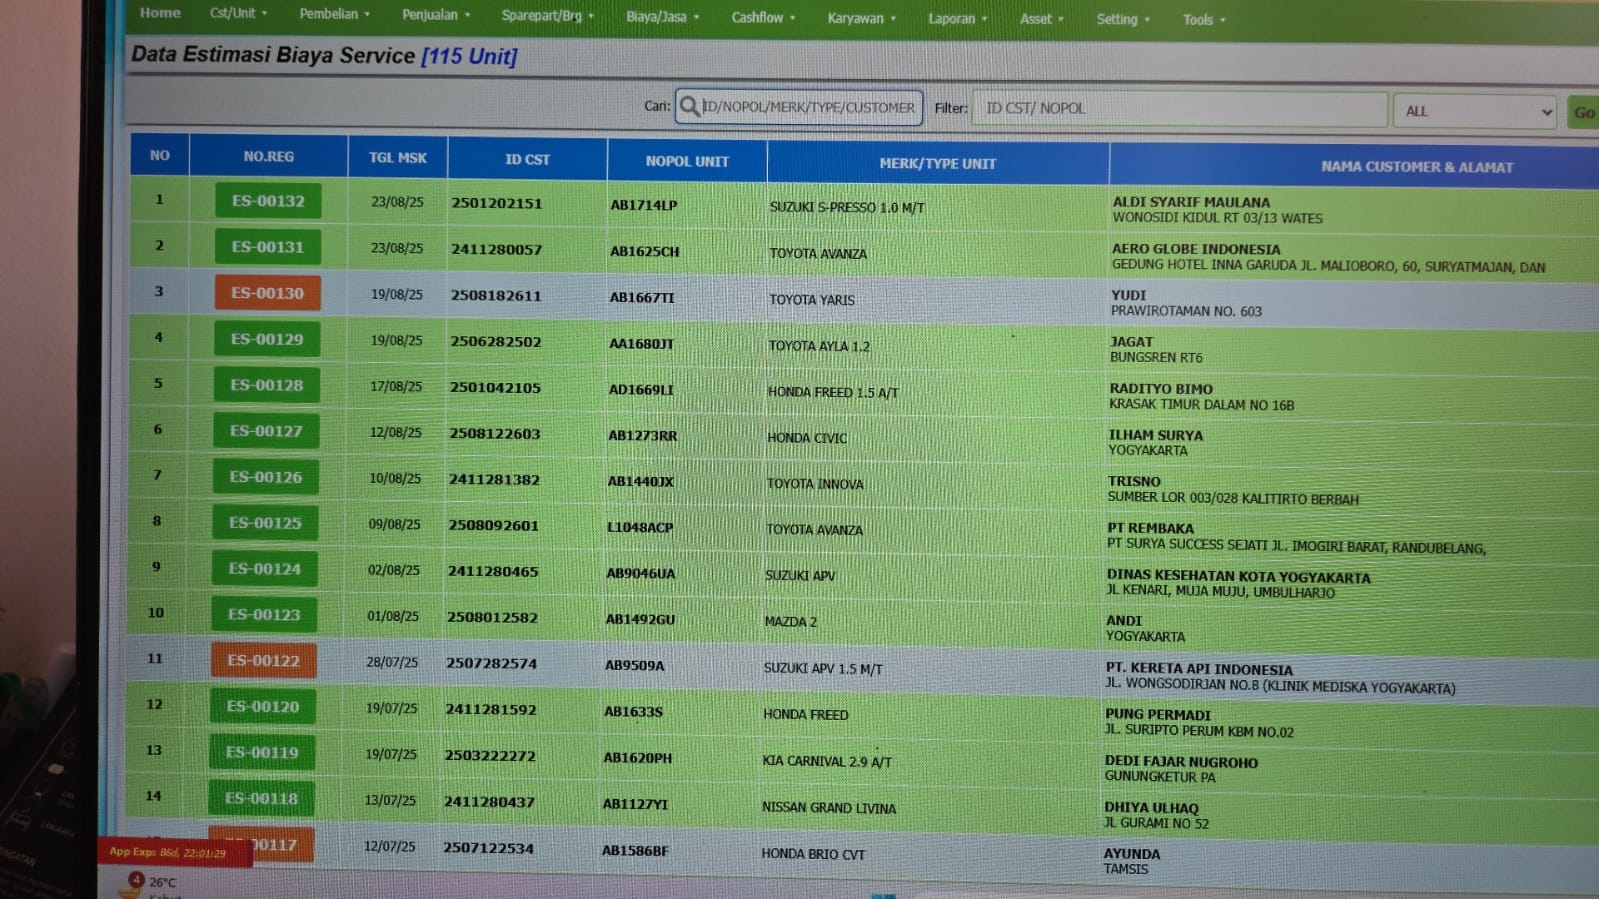 Home Cst/Unit Pembelian Penjualan Sparepart/Brg Biaya/Jasa Cashflow Karyawan Laporan Asset Setting Tools
Data Estimasi Biaya Service [115 Unit]
Cari: ID/NOPOL/MERK/TYPE/CUSTOMER Filter: ID CST/ NOPOL ALL Go
NO NO.REG TGL MSK ID CST NOPOL UNIT MERK/TYPE UNIT NAMA CUSTOMER & ALAMAT
1 ES-00132 23/08/25 2501202151 AB1714LP SUZUKI S-PRESSO 1.0 M/T ALDI SYARIF MAULANA
WONOSIDI KIDUL RT 03/13 WATES
2 ES-00131 23/08/25 2411280057 AB1625CH TOYOTA AVANZA AERO GLOBE INDONESIA
GEDUNG HOTEL INNA GARUDA JL. MALIOBORO, 60, SURYATMAJAN, DAN
3 ES-00130 19/08/25 2508182611 AB1667TI TOYOTA YARIS YUDI
PRAWIROTAMAN NO. 603
4 ES-00129 19/08/25 2506282502 AA1680JT TOYOTA AYLA 1.2 JAGAT
BUNGSREN RT6
5 ES-00128 17/08/25 2501042105 AD1669LI HONDA FREED 1.5 A/T RADITYO BIMO
KRASAK TIMUR DALAM NO 16B
6 ES-00127 12/08/25 2508122603 AB1273RR HONDA CIVIC ILHAM SURYA
YOGYAKARTA
7 ES-00126 10/08/25 2411281382 AB1440JX TOYOTA INNOVA TRISNO
SUMBER LOR 003/028 KALITIRTO BERBAH
8 ES-00125 09/08/25 2508092601 L1048ACP TOYOTA AVANZA PT REMBAKA
PT SURYA SUCCESS SEJATI JL. IMOGIRI BARAT, RANDUBELANG,
9 ES-00124 02/08/25 2411280465 AB9046UA SUZUKI APV DINAS KESEHATAN KOTA YOGYAKARTA
JL KENARI, MUJA MUJU, UMBULHARJO
10 ES-00123 01/08/25 2508012582 AB1492GU MAZDA 2 ANDI
YOGYAKARTA
11 ES-00122 28/07/25 2507282574 AB9509A SUZUKI APV 1.5 M/T PT. KERETA API INDONESIA
JL. WONGSODIRJAN NO.8 (KLINIK MEDISKA YOGYAKARTA)
12 ES-00120 19/07/25 2411281592 AB1633S HONDA FREED PUNG PERMADI
JL. SURIPTO PERUM KBM NO.02
13 ES-00119 19/07/25 2503222272 AB1620PH KIA CARNIVAL 2.9 A/T DEDI FAJAR NUGROHO
GUNUNGKETUR PA
14 ES-00118 13/07/25 2411280437 AB1127YI NISSAN GRAND LIVINA DHIYA ULHAQ
JL GURAMI NO 52
00117 12/07/25 2507122534 AB1586BF HONDA BRIO CVT AYUNDA
TAMSIS
App Exp: 86d, 22:01:29
4 26°C